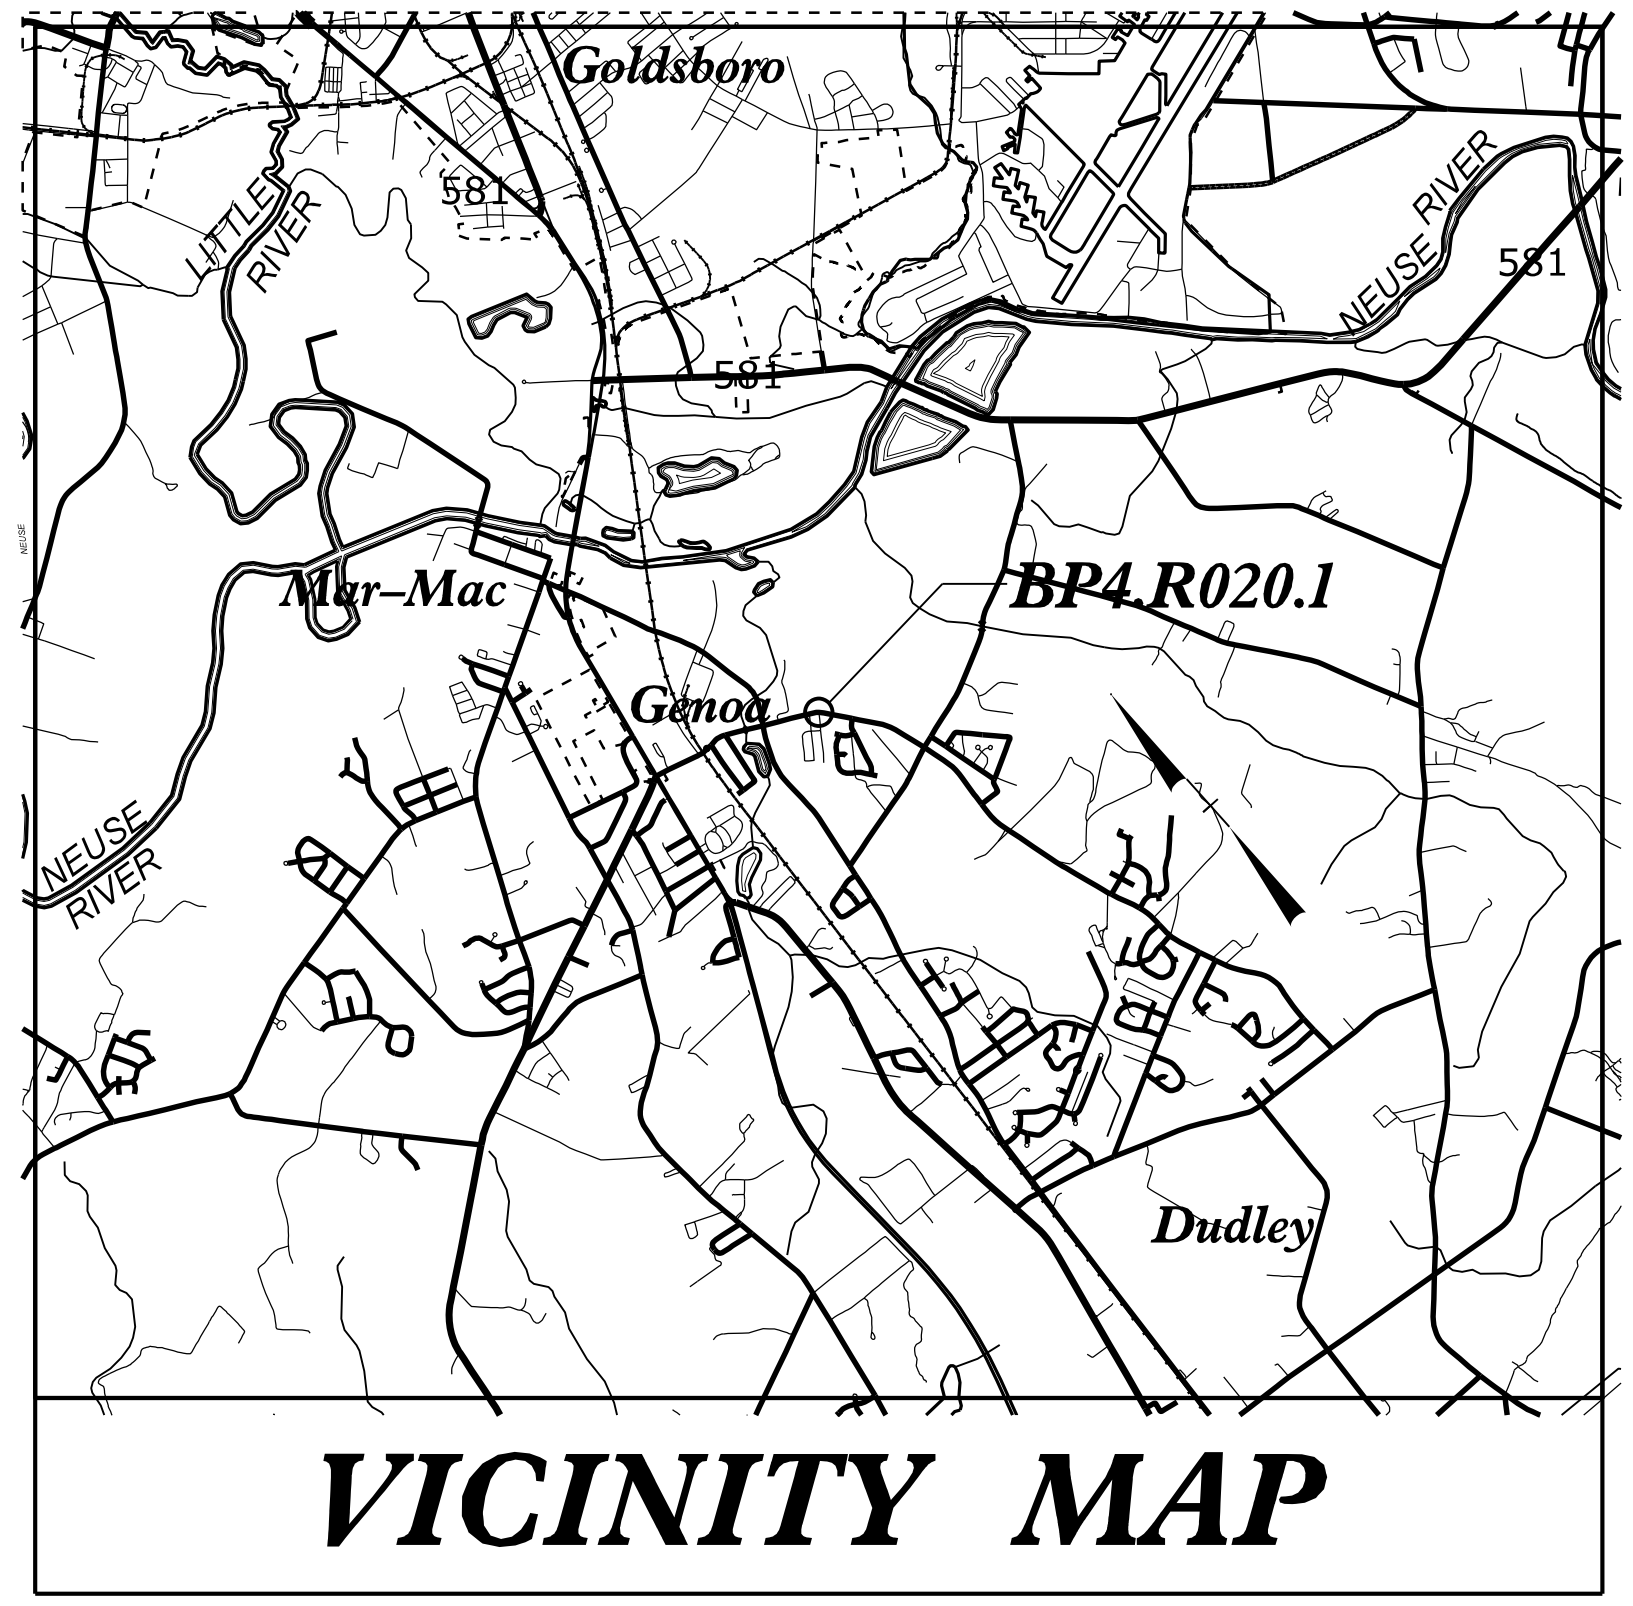 Goldsboro
581
LITTLE
RIVER
RIVER
NEUSE
581
581
NEUSE
Mar–Mac
BP4.R020.1
Genoa
NEUSE
RIVER
Dudley
VICINITY MAP